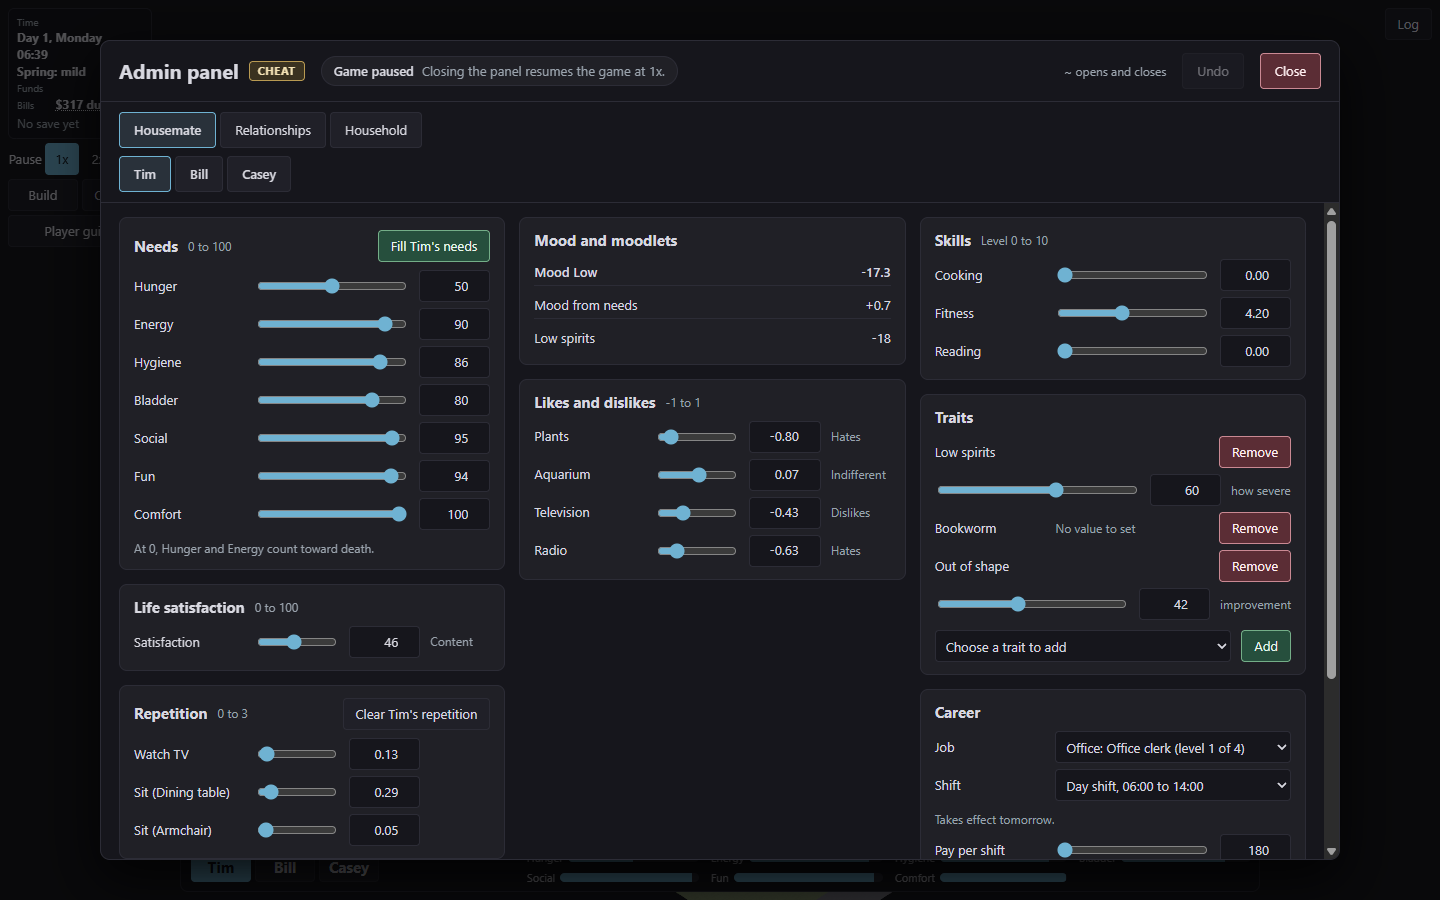 Time
Day 1, Monday
06:39
Spring: mild
Funds
Bills $317 du
No save yet
Pause 1x 2
Build C
Player gui
Log
Admin panel CHEAT Game paused Closing the panel resumes the game at 1x. ~ opens and closes Undo Close
Housemate Relationships Household
Tim Bill Casey
Needs 0 to 100 Fill Tim's needs
Hunger 50
Energy 90
Hygiene 86
Bladder 80
Social 95
Fun 94
Comfort 100
At 0, Hunger and Energy count toward death.
Life satisfaction 0 to 100
Satisfaction 46 Content
Repetition 0 to 3 Clear Tim's repetition
Watch TV 0.13
Sit (Dining table) 0.29
Sit (Armchair) 0.05
Mood and moodlets
Mood Low -17.3
Mood from needs +0.7
Low spirits -18
Likes and dislikes -1 to 1
Plants -0.80 Hates
Aquarium 0.07 Indifferent
Television -0.43 Dislikes
Radio -0.63 Hates
Skills Level 0 to 10
Cooking 0.00
Fitness 4.20
Reading 0.00
Traits
Low spirits Remove
60 how severe
Bookworm No value to set Remove
Out of shape Remove
42 improvement
Choose a trait to add Add
Career
Job Office: Office clerk (level 1 of 4)
Shift Day shift, 06:00 to 14:00
Takes effect tomorrow.
Pay per shift 180
Tim Bill Casey
Social Fun Comfort